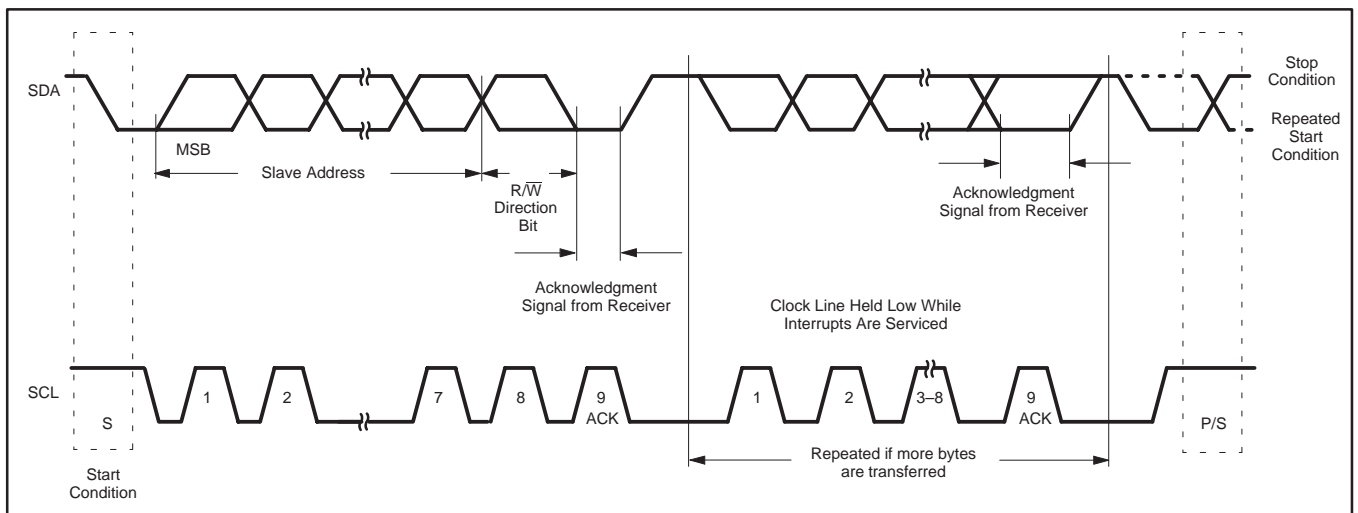 SDA
MSB
Slave Address
R/W̅
Direction
Bit
Acknowledgment
Signal from Receiver
Acknowledgment
Signal from Receiver
Stop
Condition
Repeated
Start
Condition
Clock Line Held Low While
Interrupts Are Serviced
SCL
S
1
2
7
8
9
ACK
1
2
3–8
9
ACK
P/S
Start
Condition
Repeated if more bytes
are transferred